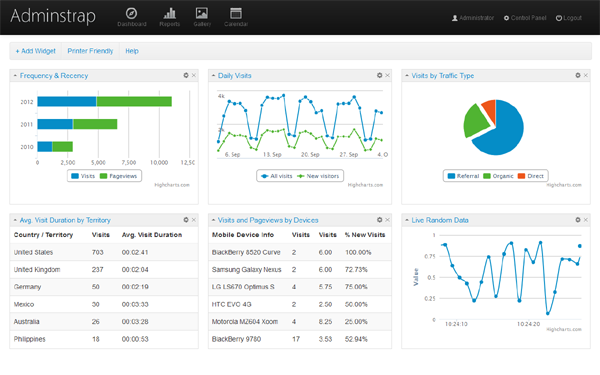 Adminstrap
Dashboard Reports Gallery Calendar
Administrator Control Panel Logout
+ Add Widget Printer Friendly Help
Frequency & Recency
2012
2011
2010
0 2,500 5,000 7,500 10,000 12,5C
Visits Pageviews
Highcharts.com
Daily Visits
4k
2k
6. Sep 13. Sep 20. Sep 27. Sep 4. O
All visits New visitors
Highcharts.com
Visits by Traffic Type
Referral Organic Direct
Highcharts.com
Avg. Visit Duration by Territory
Country / Territory Visits Avg. Visit Duration
United States 703 00:02:41
United Kingdom 237 00:02:04
Germany 50 00:02:19
Mexico 30 00:03:33
Australia 26 00:03:28
Philippines 18 00:00:53
Visits and Pageviews by Devices
Mobile Device Info Visits Visits % New Visits
BlackBerry 8520 Curve 2 6.00 100.00%
Samsung Galaxy Nexus 2 6.00 72.73%
LG LS670 Optimus S 4 5.75 75.00%
HTC EVO 4G 2 2.50 50.00%
Motorola MZ604 Xoom 4 8.25 25.00%
BlackBerry 9780 17 3.53 52.94%
Live Random Data
Value
1
0.75
0.5
0.25
0
10:24:10 10:24:20
Highcharts.com